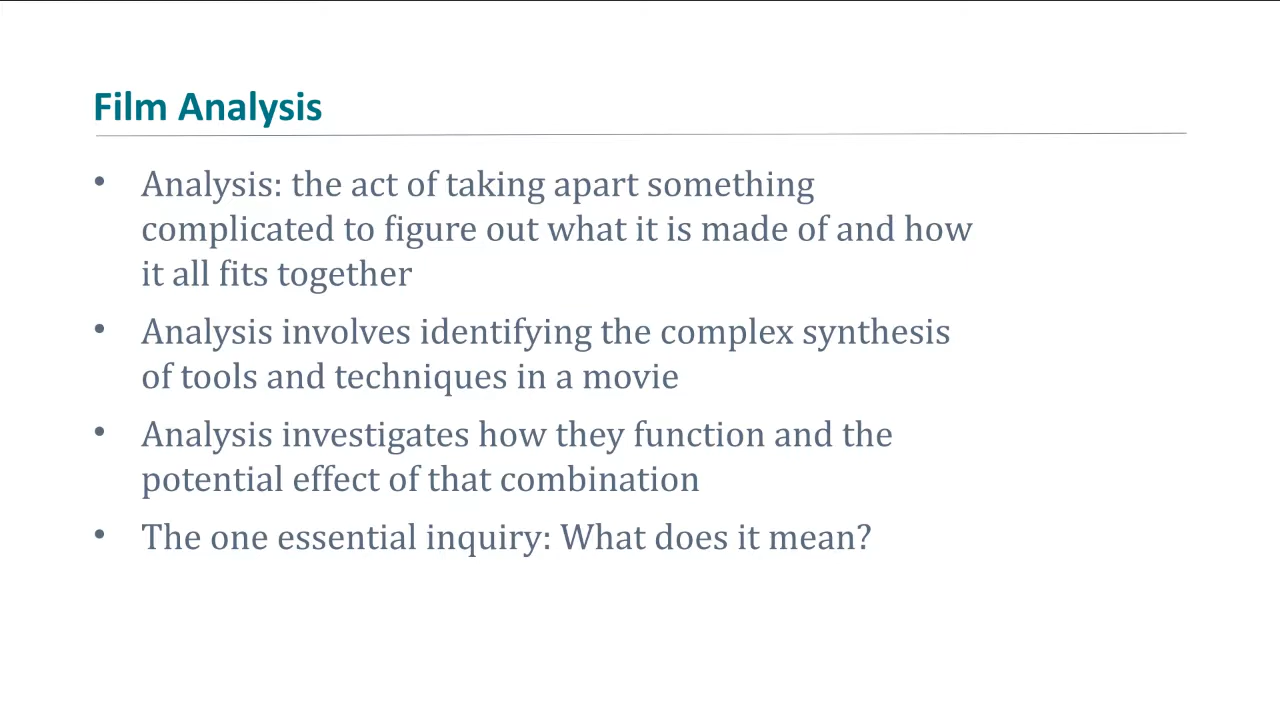 Film Analysis
• Analysis: the act of taking apart something
complicated to figure out what it is made of and how
it all fits together
• Analysis involves identifying the complex synthesis
of tools and techniques in a movie
• Analysis investigates how they function and the
potential effect of that combination
• The one essential inquiry: What does it mean?